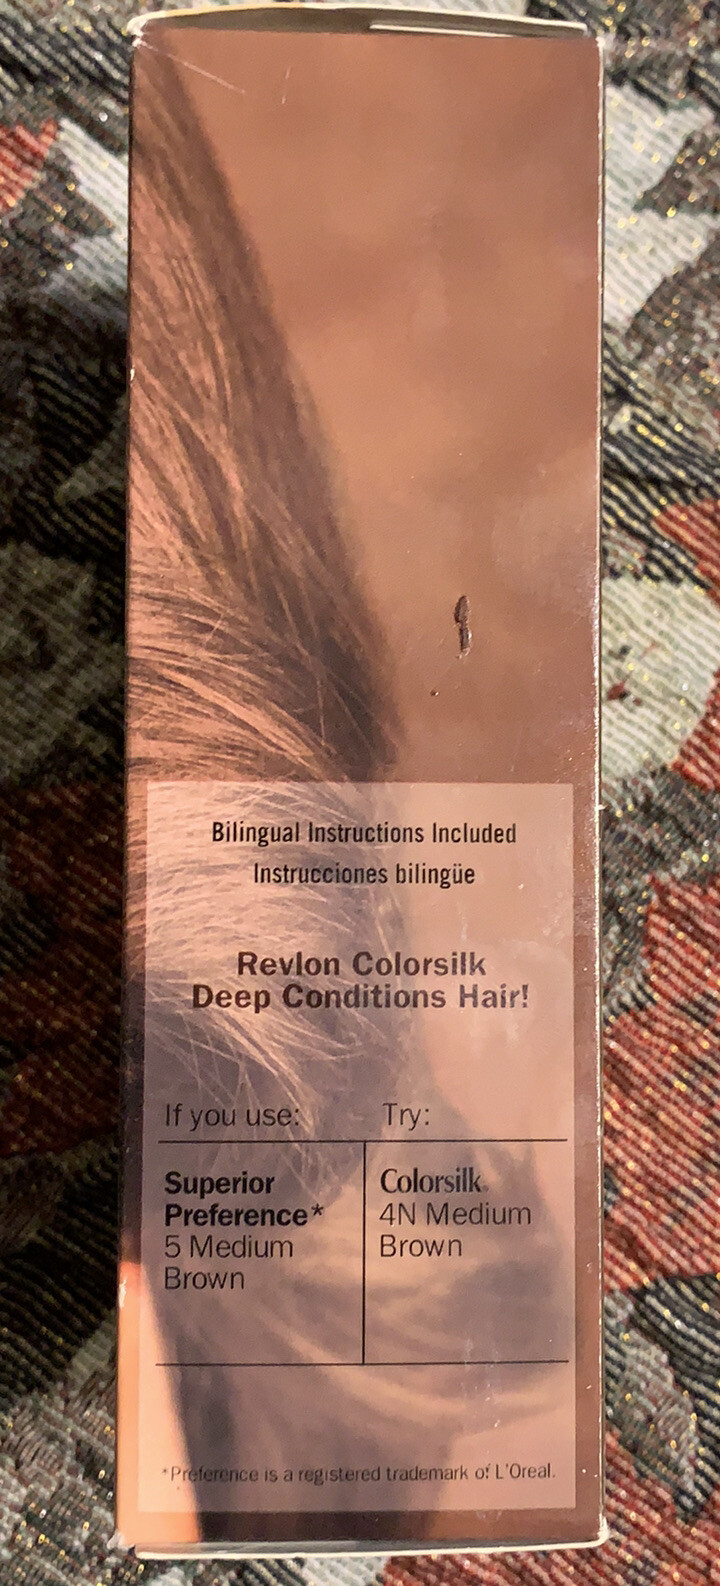 Bilingual Instructions Included
Instrucciones bilingüe
Revlon Colorsilk
Deep Conditions Hair!
If you use: Try:
Superior
Preference*
5 Medium
Brown
Colorsilk
4N Medium
Brown
*Preference is a registered trademark of L'Oreal.